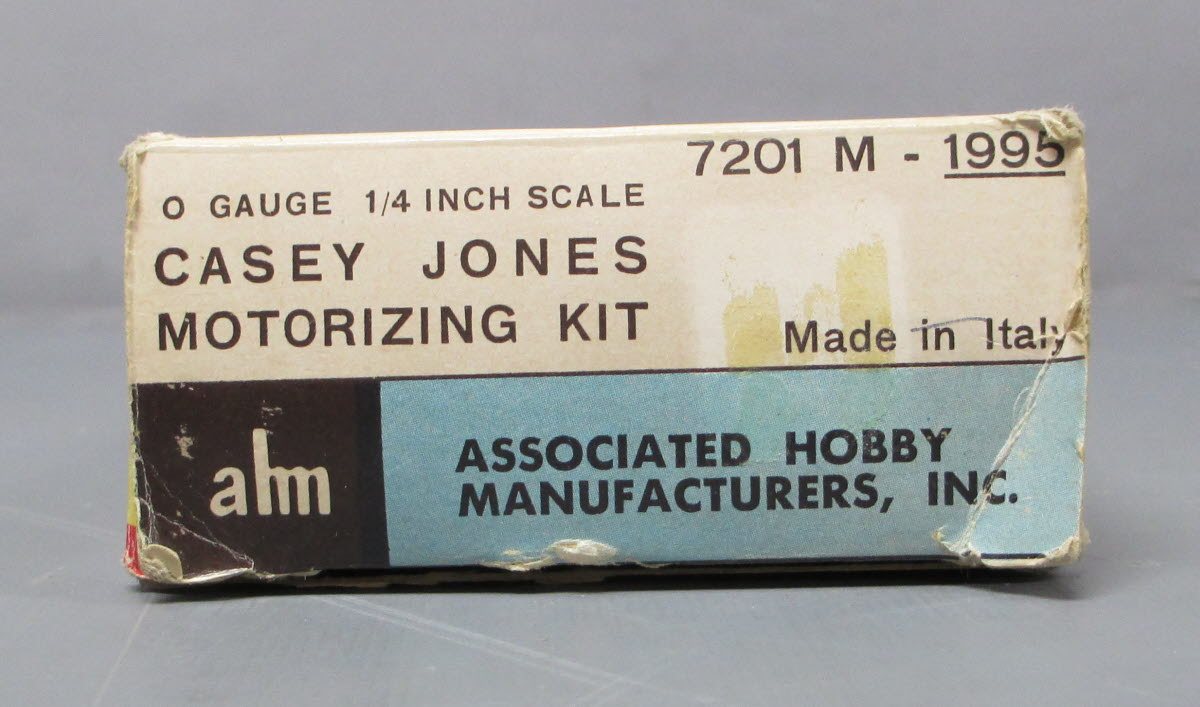 7201 M - 1995
O GAUGE 1/4 INCH SCALE
CASEY JONES
MOTORIZING KIT
Made in Italy
ahm
ASSOCIATED HOBBY
MANUFACTURERS, INC.